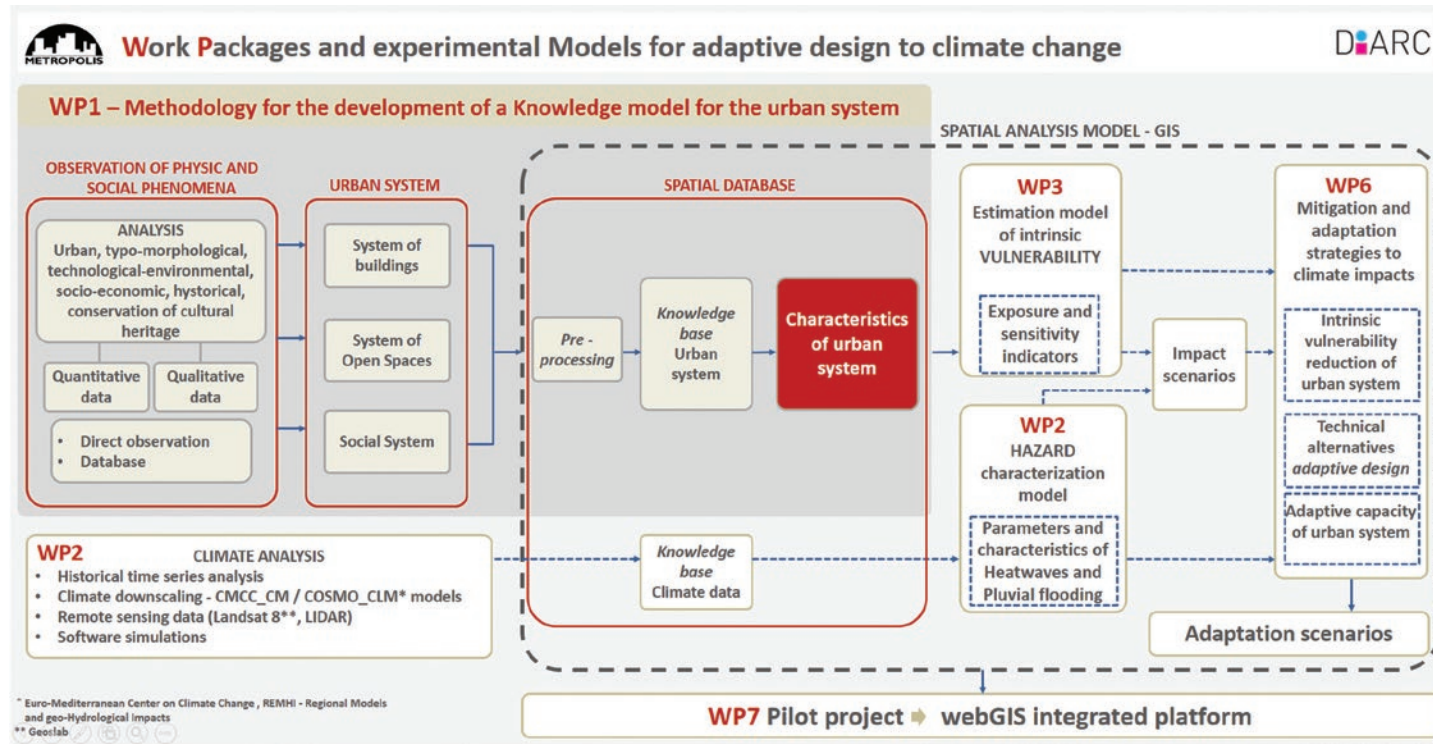 METROPOLIS
Work Packages and experimental Models for adaptive design to climate change
DiARC
WP1 – Methodology for the development of a Knowledge model for the urban system
SPATIAL ANALYSIS MODEL - GIS
OBSERVATION OF PHYSIC AND
SOCIAL PHENOMENA
URBAN SYSTEM
SPATIAL DATABASE
ANALYSIS
Urban, typo-morphological,
technological-environmental,
socio-economic, hystorical,
conservation of cultural
heritage
Quantitative
data
Qualitative
data
• Direct observation
• Database
System of
buildings
System of
Open Spaces
Social System
Pre -
processing
Knowledge
base
Urban
system
Characteristics
of urban
system
WP3
Estimation model
of intrinsic
VULNERABILITY
Exposure and
sensitivity
indicators
Impact
scenarios
WP2
HAZARD
characterization
model
Parameters and
characteristics of
Heatwaves and
Pluvial flooding
WP6
Mitigation and
adaptation
strategies to
climate impacts
Intrinsic
vulnerability
reduction of
urban system
Technical
alternatives
adaptive design
Adaptive capacity
of urban system
WP2 CLIMATE ANALYSIS
• Historical time series analysis
• Climate downscaling - CMCC_CM / COSMO_CLM* models
• Remote sensing data (Landsat 8**, LIDAR)
• Software simulations
Knowledge
base
Climate data
Adaptation scenarios
* Euro-Mediterranean Center on Climate Change , REMHI - Regional Models
and geo-Hydrological Impacts
** Geoslab
WP7 Pilot project webGIS integrated platform